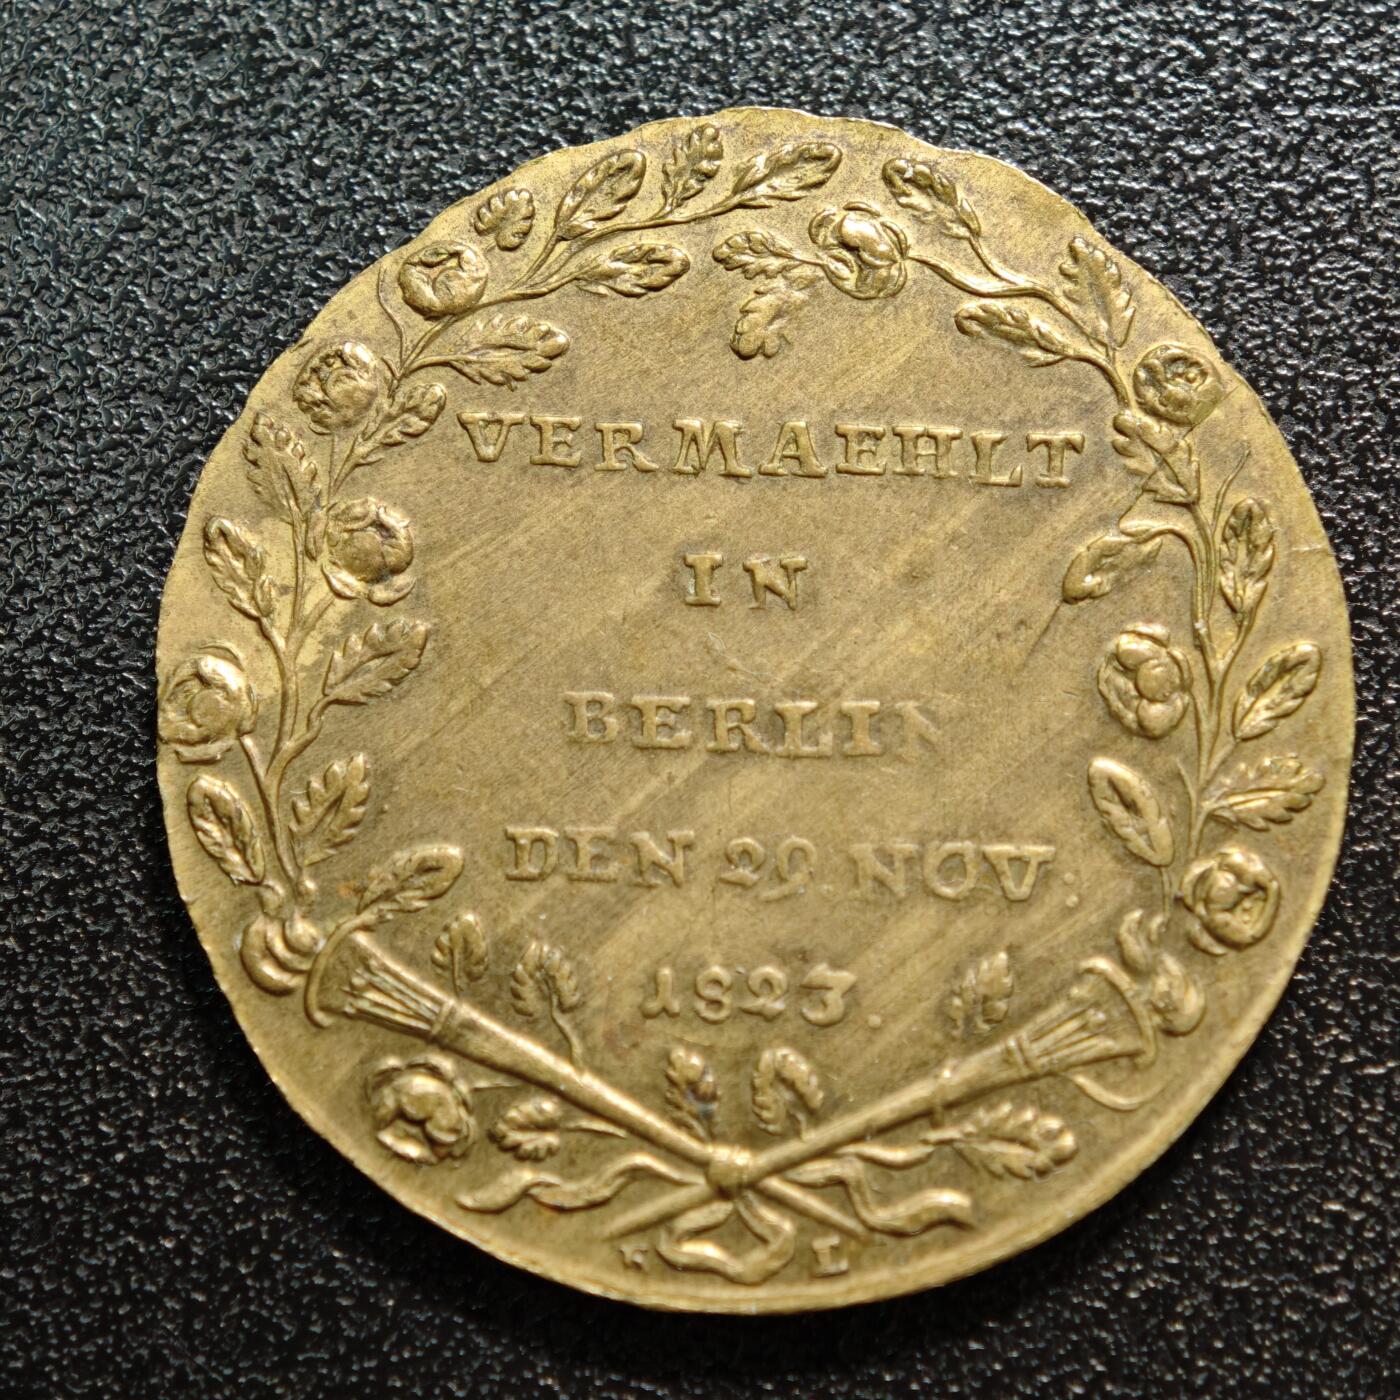 VERMAEHLT
IN
BERLIN
DEN 29. NOV:
1823.
L